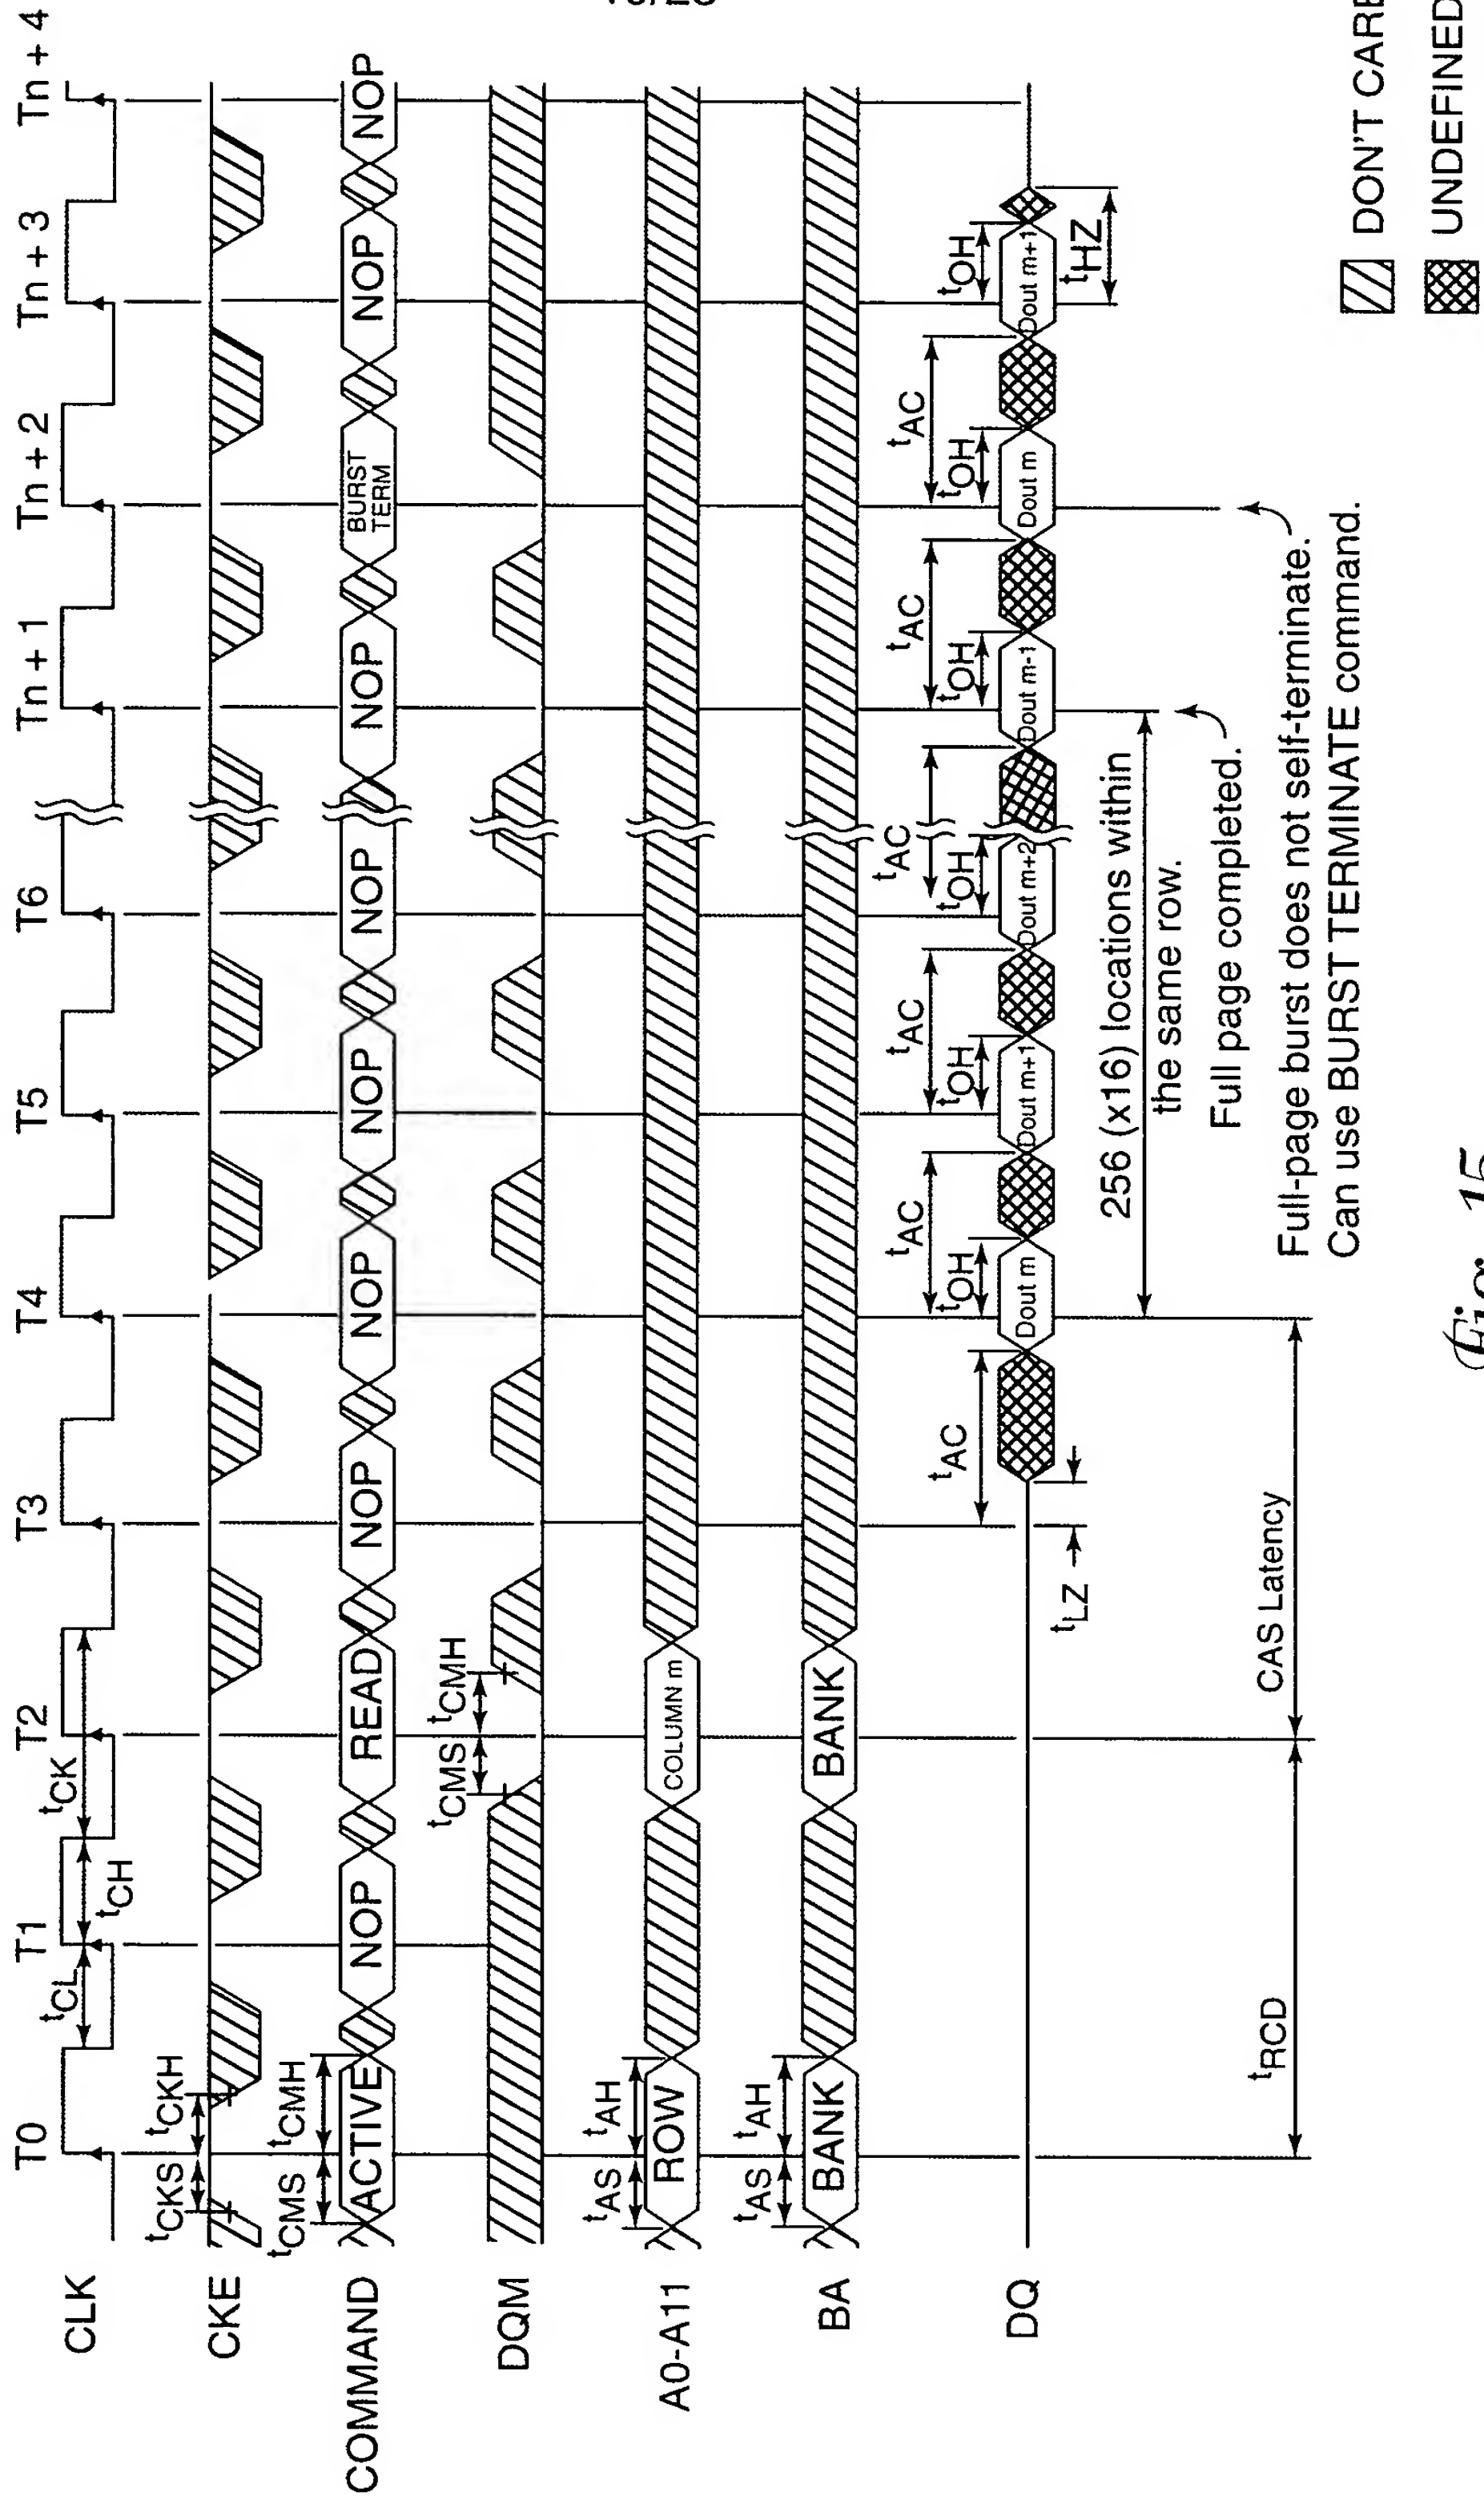 T0 T1 T2 T3 T4 T5 T6 Tn + 1 Tn + 2 Tn + 3 Tn + 4
CLK
tCL tCH tCK
CKE
tCKS tCKH
COMMAND
tCMS tCMH
ACTIVE NOP READ NOP NOP NOP NOP NOP BURST TERM NOP NOP
DQM
tCMS tCMH
A0-A11
tAS tAH
ROW COLUMN m
BA
tAS tAH
BANK BANK
DQ
tAC tOH tAC tOH tAC tOH tAC tOH tAC tOH tAC tOH
Dout m Dout m+1 Dout m+2 Dout m-1 Dout m Dout m+1
tLZ tHZ
256 (x16) locations within
the same row.
Full page completed.
tRCD CAS Latency
Full-page burst does not self-terminate.
Can use BURST TERMINATE command.
DON'T CARE
UNDEFINED
Fig. 15